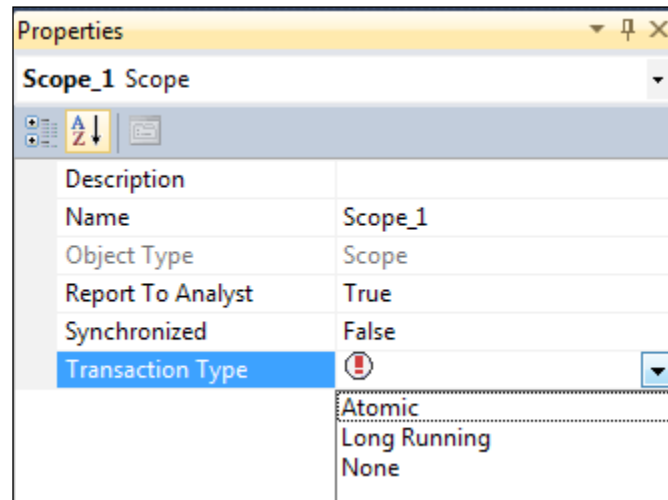 Properties
Scope_1 Scope
A
Z
Description
Name Scope_1
Object Type Scope
Report To Analyst True
Synchronized False
Transaction Type
Atomic
Long Running
None